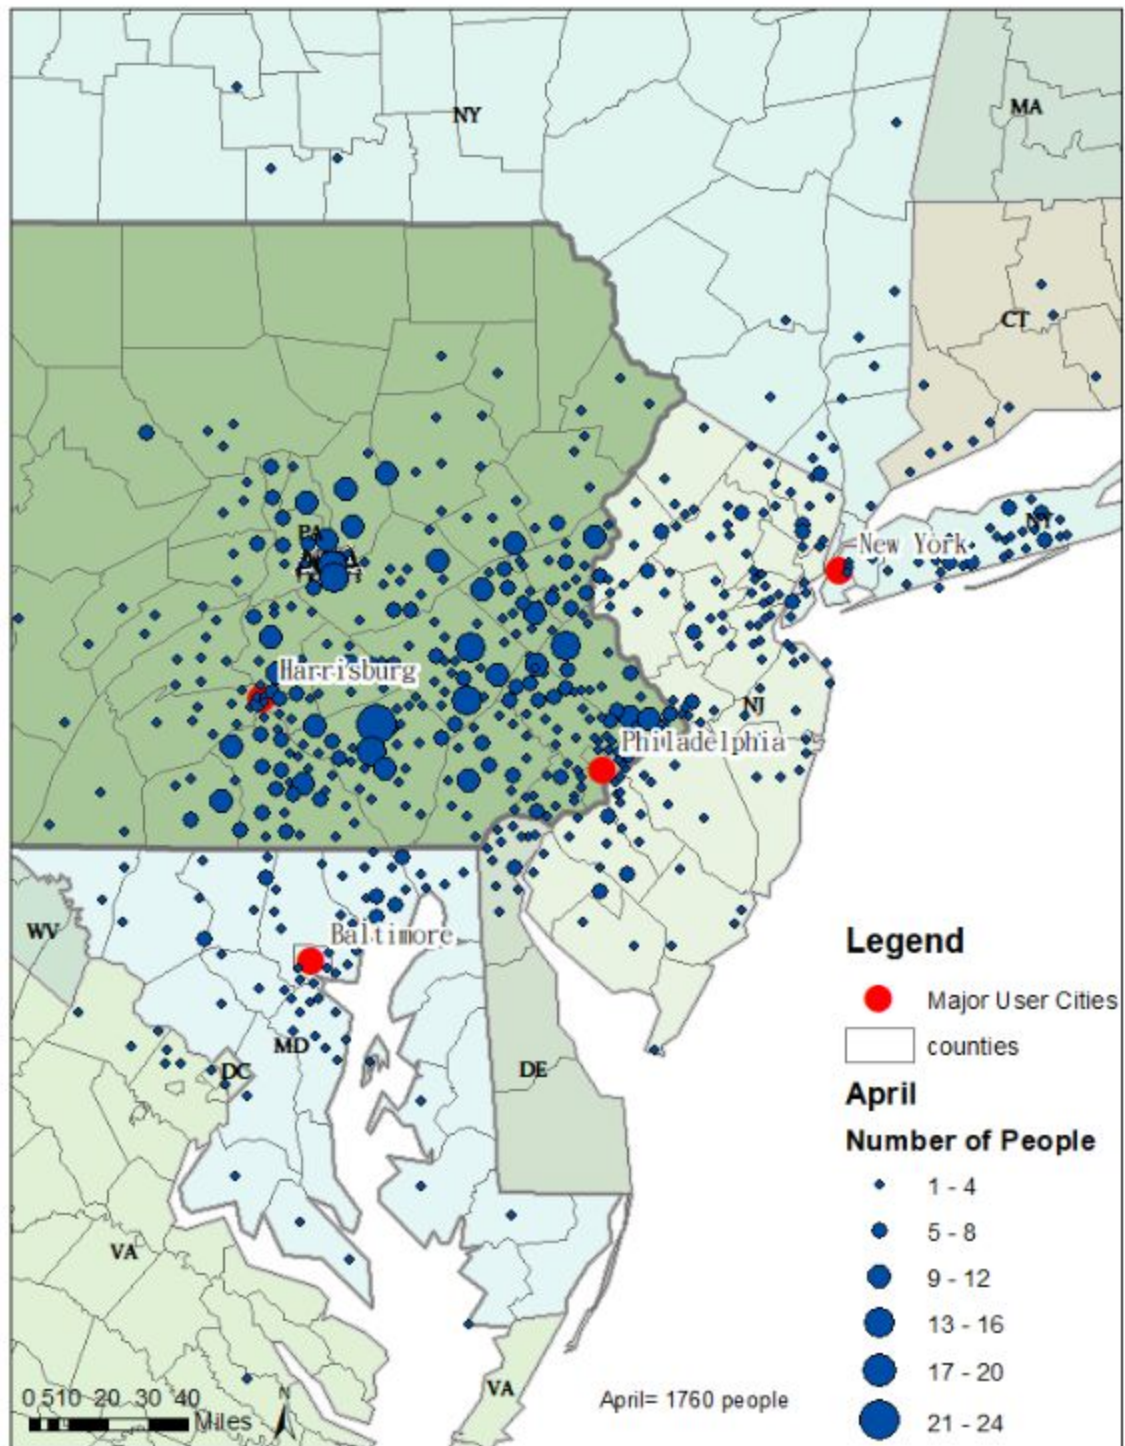 NY
MA
CT
PA
NY
New York
Harrisburg
NJ
Philadelphia
WV
Baltimore
MD
DC
DE
VA
VA
Legend
Major User Cities
counties
April
Number of People
1 - 4
5 - 8
9 - 12
13 - 16
17 - 20
21 - 24
0 510 20 30 40
Miles
N
April= 1760 people